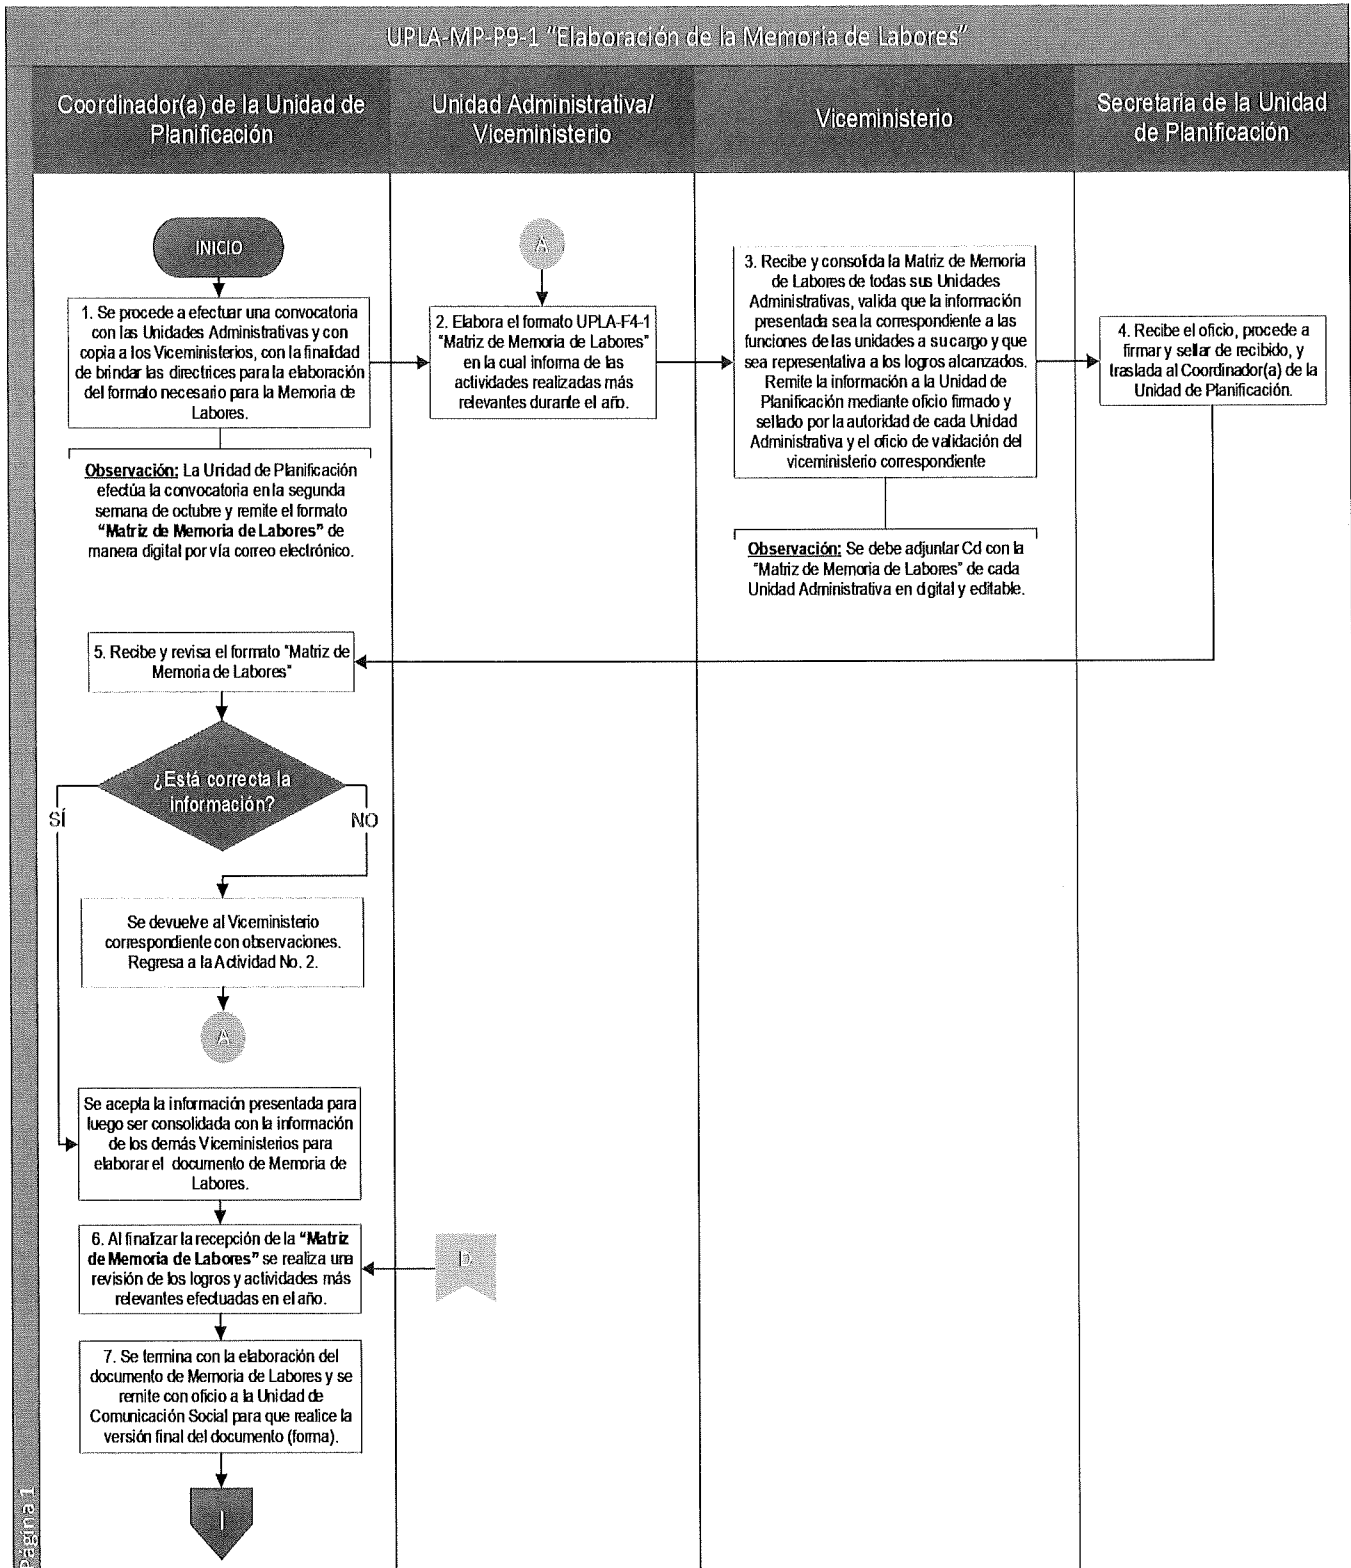 UPLA-MP-P9-1 "Elaboración de la Memoria de Labores"
Coordinador(a) de la Unidad de
Planificación
Unidad Administrativa/
Viceministerio
Viceministerio
Secretaria de la Unidad
de Planificación
INICIO
1. Se procede a efectuar una convocatoria
con las Unidades Administrativas y con
copia a los Viceministerios, con la finalidad
de brindar las directrices para la elaboración
del formato necesario para la Memoria de
Labores.
Observación: La Unidad de Planificación
efectúa la convocatoria en la segunda
semana de octubre y remite el formato
"Matriz de Memoria de Labores" de
manera digital por vía correo electrónico.
A
2. Elabora el formato UPLA-F4-1
"Matriz de Memoria de Labores"
en la cual informa de las
actividades realizadas más
relevantes durante el año.
3. Recibe y consolida la Matriz de Memoria
de Labores de todas sus Unidades
Administrativas, valida que la información
presentada sea la correspondiente a las
funciones de las unidades a su cargo y que
sea representativa a los logros alcanzados.
Remite la información a la Unidad de
Planificación mediante oficio firmado y
sellado por la autoridad de cada Unidad
Administrativa y el oficio de validación del
viceministerio correspondiente
Observación: Se debe adjuntar Cd con la
"Matriz de Memoria de Labores" de cada
Unidad Administrativa en digital y editable.
4. Recibe el oficio, procede a
firmar y sellar de recibido, y
traslada al Coordinador(a) de la
Unidad de Planificación.
5. Recibe y revisa el formato "Matriz de
Memoria de Labores"
¿Está correcta la
información?
SÍ
NO
Se devuelve al Viceministerio
correspondiente con observaciones.
Regresa a la Actividad No. 2.
A
Se acepta la información presentada para
luego ser consolidada con la información
de los demás Viceministerios para
elaborar el documento de Memoria de
Labores.
6. Al finalizar la recepción de la "Matriz
de Memoria de Labores" se realiza una
revisión de los logros y actividades más
relevantes efectuadas en el año.
D
7. Se termina con la elaboración del
documento de Memoria de Labores y se
remite con oficio a la Unidad de
Comunicación Social para que realice la
versión final del documento (forma).
I
Página 1